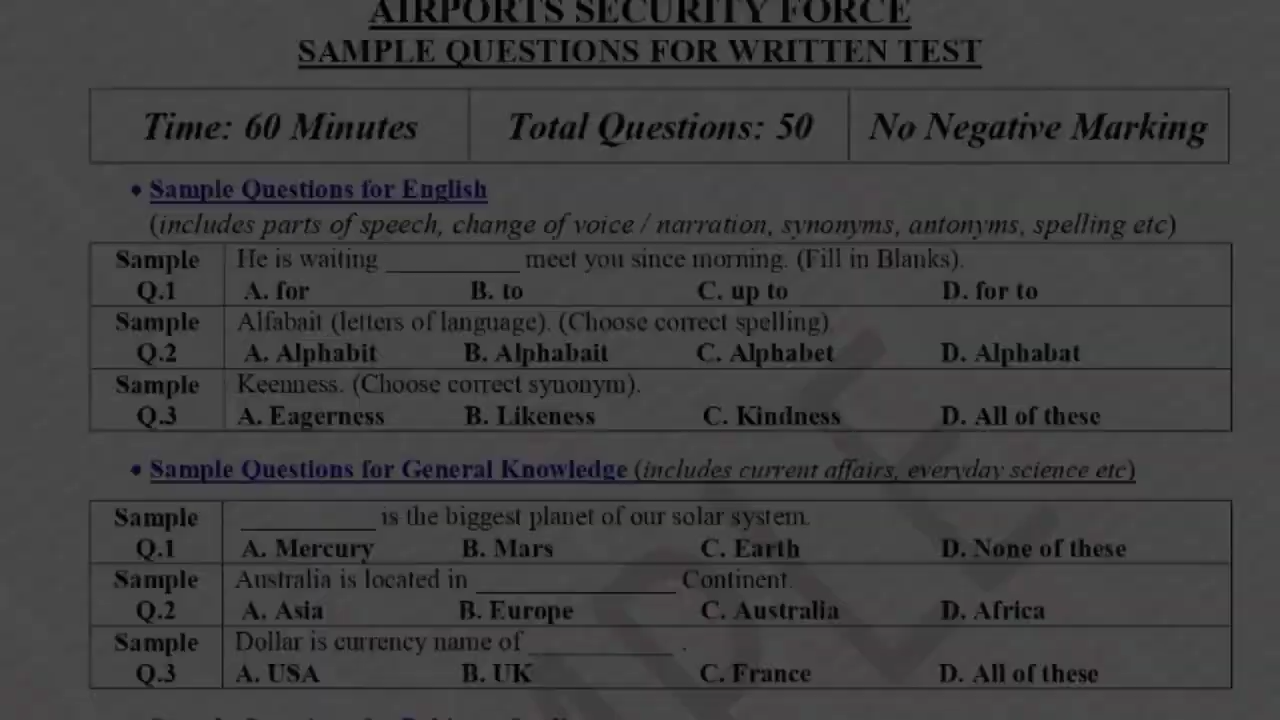 AIRPORTS SECURITY FORCE
SAMPLE QUESTIONS FOR WRITTEN TEST
Time: 60 Minutes Total Questions: 50 No Negative Marking
• Sample Questions for English
(includes parts of speech, change of voice / narration, synonyms, antonyms, spelling etc)
Sample He is waiting __________ meet you since morning. (Fill in Blanks).
Q.1 A. for B. to C. up to D. for to
Sample Alfabait (letters of language). (Choose correct spelling)
Q.2 A. Alphabit B. Alphabait C. Alphabet D. Alphabat
Sample Keenness. (Choose correct synonym).
Q.3 A. Eagerness B. Likeness C. Kindness D. All of these
• Sample Questions for General Knowledge (includes current affairs, everyday science etc)
Sample __________ is the biggest planet of our solar system.
Q.1 A. Mercury B. Mars C. Earth D. None of these
Sample Australia is located in _______________ Continent.
Q.2 A. Asia B. Europe C. Australia D. Africa
Sample Dollar is currency name of ___________ .
Q.3 A. USA B. UK C. France D. All of these